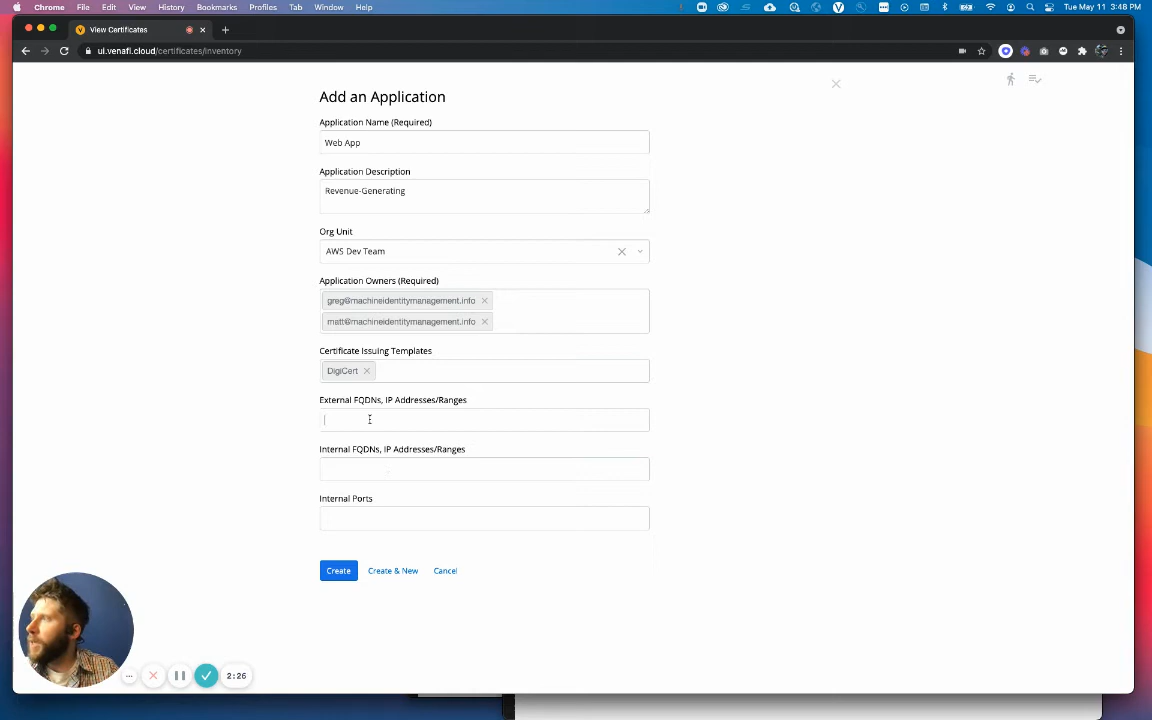 Chrome File Edit View History Bookmarks Profiles Tab Window Help
Tue May 11 3:48 PM
View Certificates
ui.venafi.cloud/certificates/inventory
Add an Application
Application Name (Required)
Web App
Application Description
Revenue-Generating
Org Unit
AWS Dev Team
Application Owners (Required)
greg@machineidentitymanagement.info
matt@machineidentitymanagement.info
Certificate Issuing Templates
DigiCert
External FQDNs, IP Addresses/Ranges
Internal FQDNs, IP Addresses/Ranges
Internal Ports
Create Create & New Cancel
2:26